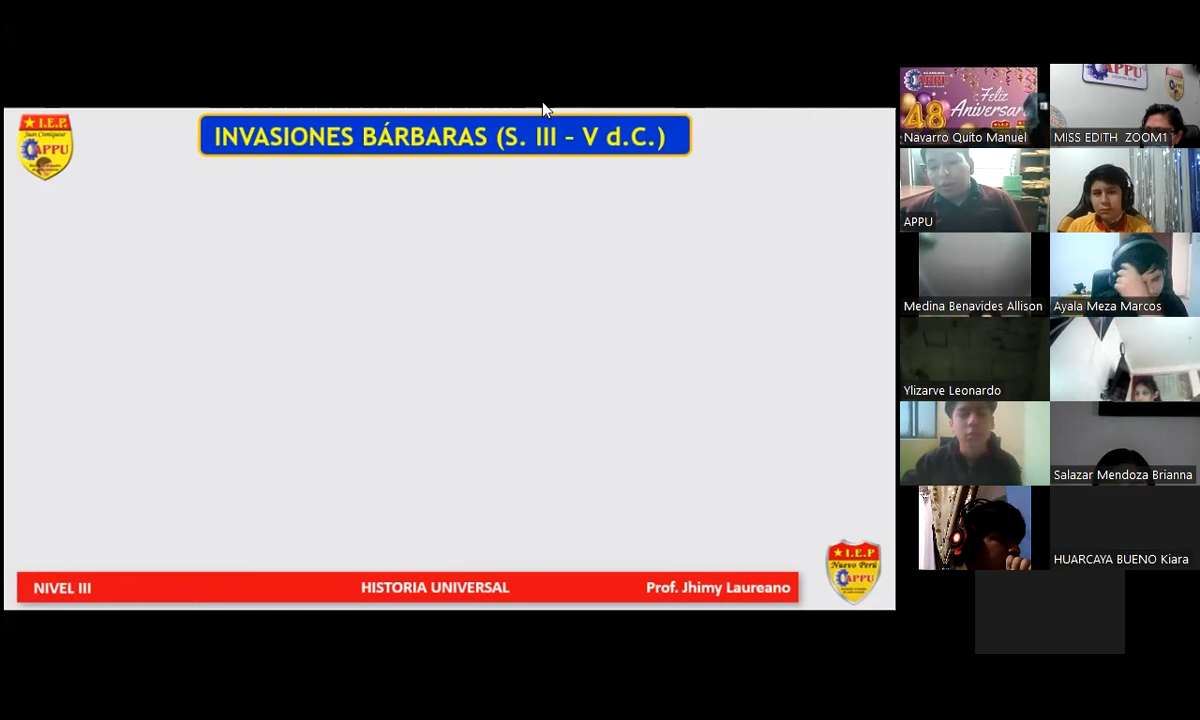 ★ I.E.P.
APPU
INVASIONES BÁRBARAS (S. III - V d.C.)
NIVEL III
HISTORIA UNIVERSAL
Prof. Jhimy Laureano
★ I.E.P
Nuevo Perú
APPU
APPU
Feliz
48 Aniversar
Navarro Quito Manuel
APPU
MISS EDITH ZOOM1
APPU
Medina Benavides Allison
Ayala Meza Marcos
Ylizarve Leonardo
Salazar Mendoza Brianna
HUARCAYA BUENO Kiara